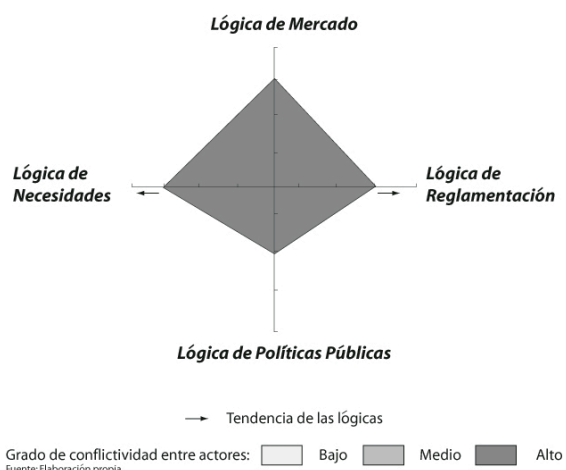 Lógica de Mercado
Lógica de
Necesidades
Lógica de
Reglamentación
Lógica de Políticas Públicas
Tendencia de las lógicas
Grado de conflictividad entre actores: Bajo Medio Alto
Fuente: Elaboración propia